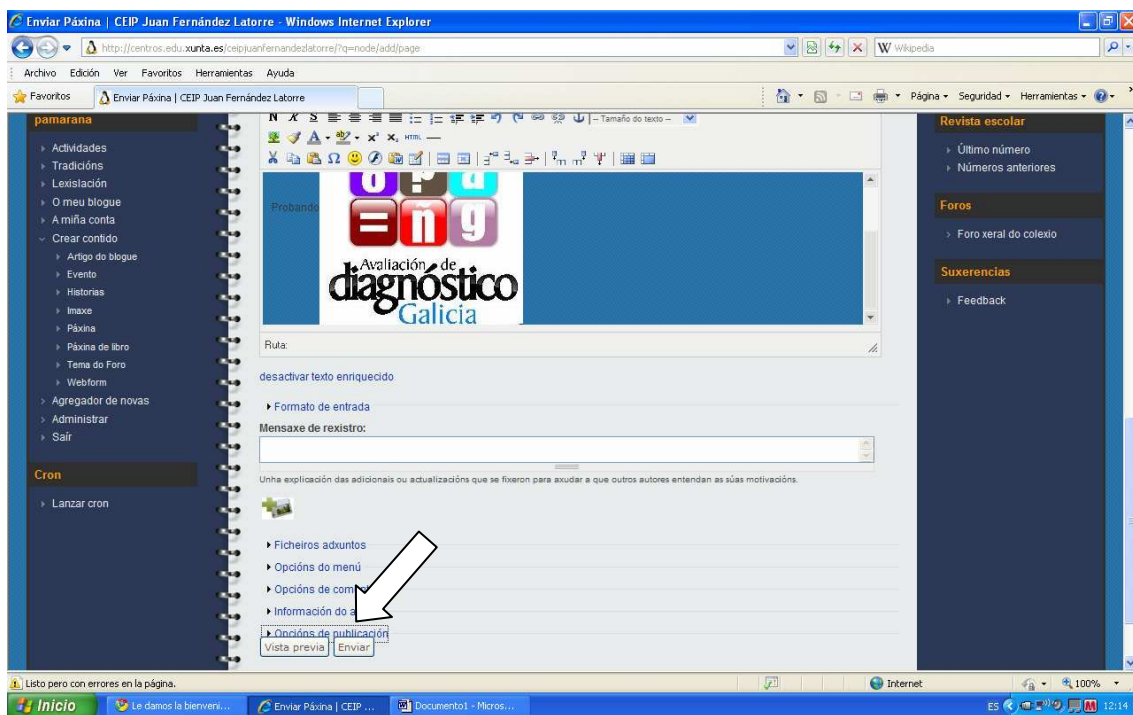 Enviar Páxina | CEIP Juan Fernández Latorre - Windows Internet Explorer
http://centros.edu.xunta.es/ceipjuanfernandezlatorre/?q=node/add/page
Wikipedia
Archivo Edición Ver Favoritos Herramientas Ayuda
Favoritos
Enviar Páxina | CEIP Juan Fernández Latorre
Página Seguridad Herramientas
pamarana
Actividades
Tradicións
Lexislación
O meu blogue
A miña conta
Crear contido
Artigo do blogue
Evento
Historias
Imaxe
Páxina
Páxina de libro
Tema do Foro
Webform
Agregador de novas
Administrar
Saír
Cron
Lanzar cron
N X S
– Tamaño do texto –
HTML
Probando
= ñ g
Avaliación de
diagnóstico
Galicia
Ruta:
desactivar texto enriquecido
Formato de entrada
Mensaxe de rexistro:
Unha explicación das adicionais ou actualizacións que se fixeron para axudar a que outros autores entendan as súas motivacións.
Ficheiros adxuntos
Opcións do menú
Opcións de com
Información do a
Opcións de publicación
Vista previa Enviar
Revista escolar
Último número
Números anteriores
Foros
Foro xeral do colexio
Suxerencias
Feedback
Listo pero con errores en la página.
Internet
100%
Inicio
Le damos la bienveni...
Enviar Páxina | CEIP ...
Documento1 - Micros...
ES
12:14